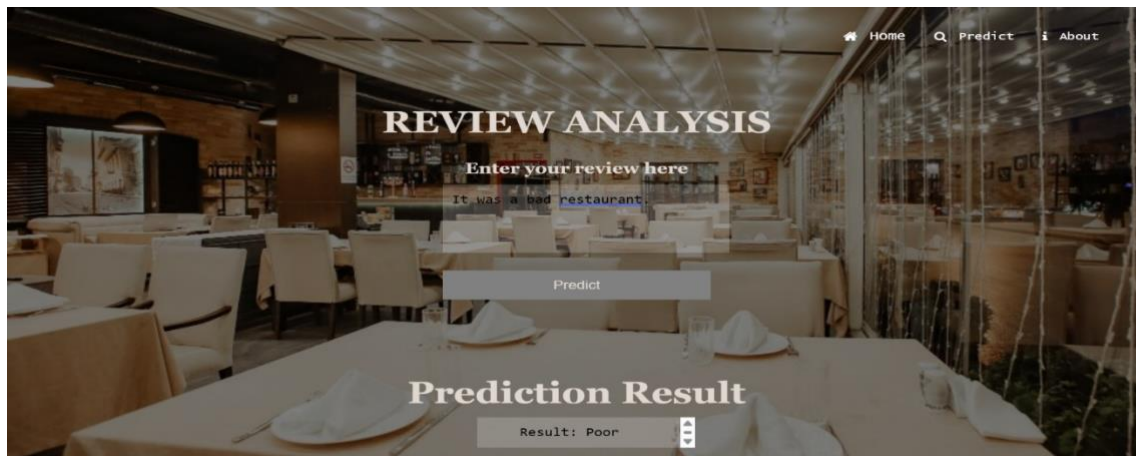 Home Predict About
REVIEW ANALYSIS
Enter your review here
It was a bad restaurant.
Predict
Prediction Result
Result: Poor